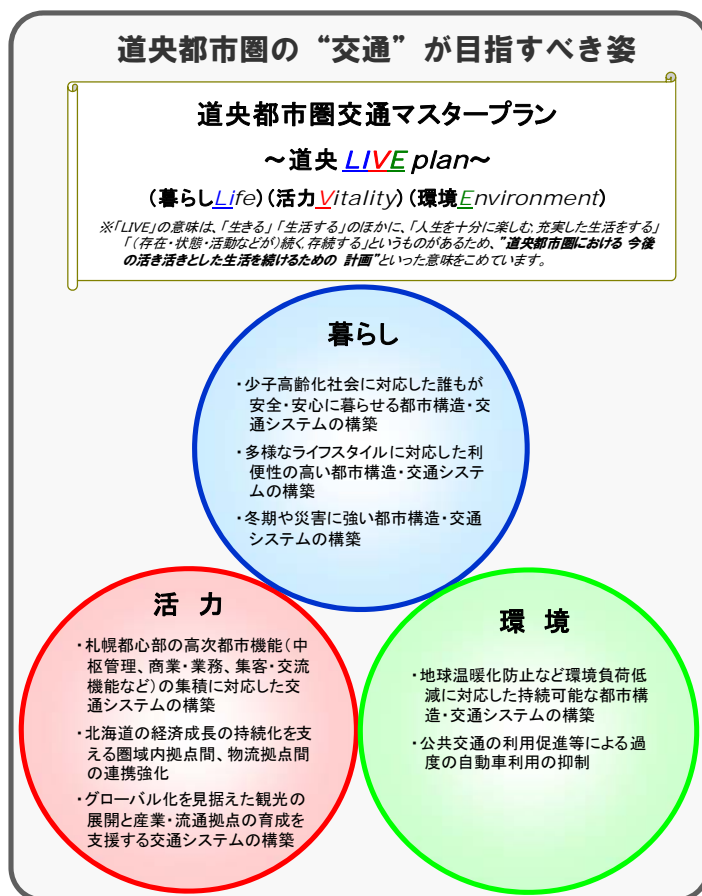 道央都市圏の“交通”が目指すべき姿
道央都市圏交通マスタープラン
～道央 LIVE plan～
(暮らしLife)(活力Vitality)(環境Environment)
※「LIVE」の意味は、「生きる」「生活する」のほかに、「人生を十分に楽しむ, 充実した生活をする」
「(存在・状態・活動などが)続く, 存続する」というものがあるため、”道央都市圏における 今後
の活き活きとした生活を続けるための 計画”といった意味をこめています。
暮らし
・少子高齢化社会に対応した誰もが
安全・安心に暮らせる都市構造・交
通システムの構築
・多様なライフスタイルに対応した利
便性の高い都市構造・交通システ
ムの構築
・冬期や災害に強い都市構造・交通
システムの構築
活 力
・札幌都心部の高次都市機能(中
枢管理、商業・業務、集客・交流
機能など)の集積に対応した交
通システムの構築
・北海道の経済成長の持続化を支
える圏域内拠点間、物流拠点間
の連携強化
・グローバル化を見据えた観光の
展開と産業・流通拠点の育成を
支援する交通システムの構築
環 境
・地球温暖化防止など環境負荷低
減に対応した持続可能な都市構
造・交通システムの構築
・公共交通の利用促進等による過
度の自動車利用の抑制